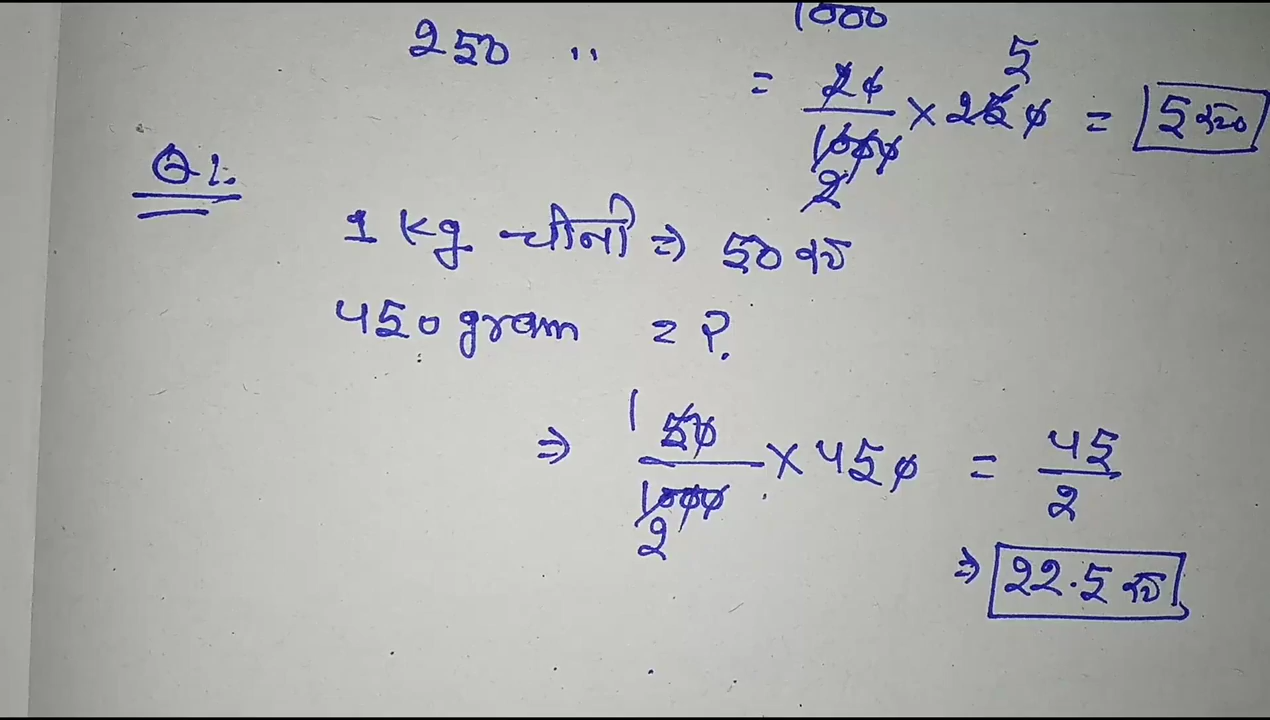 1000
250 "
= 20/1000 × 250 = 5 रू०
5
2
Q1.
1 kg चीनी ⇒ 50 रू
450 gram = ?
⇒ 50/1000 × 450 = 45/2
1
2
⇒ 22.5 रू